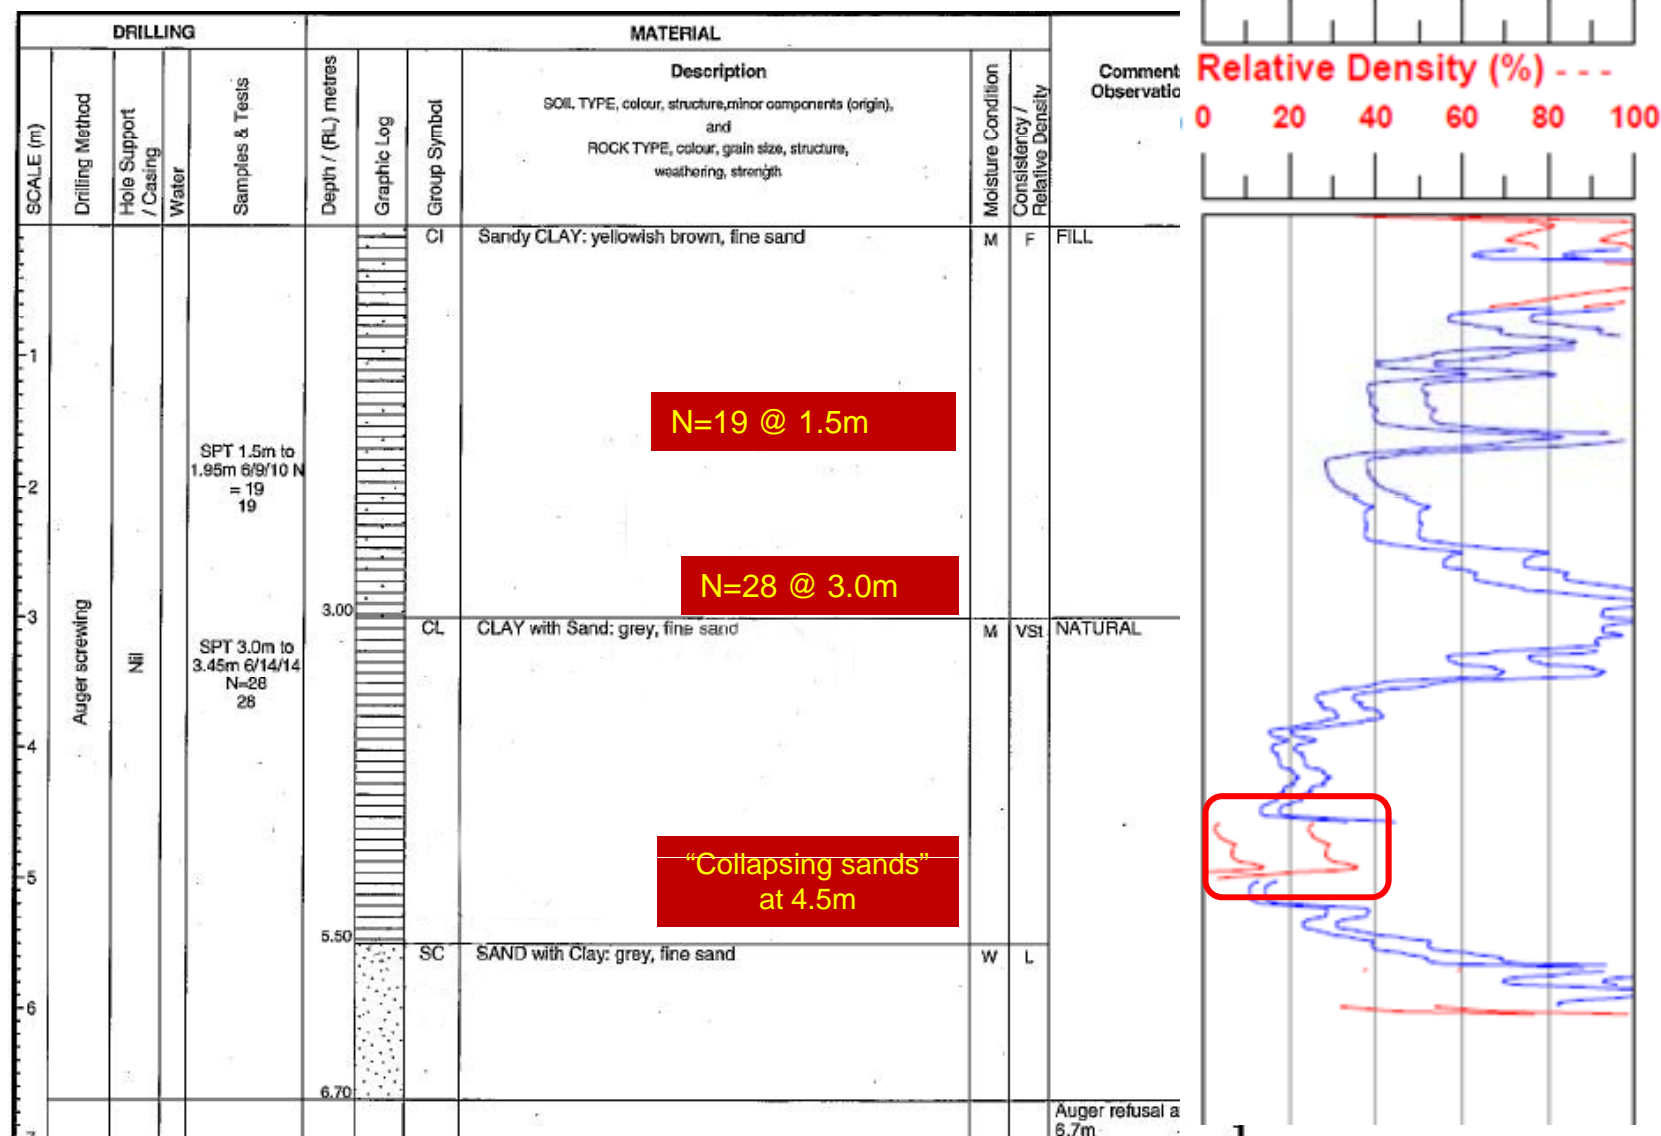 DRILLING
MATERIAL
SCALE (m)
Drilling Method
Hole Support
/ Casing
Water
Samples & Tests
Depth / (RL) metres
Graphic Log
Group Symbol
Description
SOIL TYPE, colour, structure,minor components (origin),
and
ROCK TYPE, colour, grain size, structure,
weathering, strength
Moisture Condition
Consistency /
Relative Density
Comment
Observatio
Relative Density (%) - - -
0 20 40 60 80 100
CI Sandy CLAY: yellowish brown, fine sand M F FILL
1
N=19 @ 1.5m
SPT 1.5m to
1.95m 6/9/10 N
= 19
19
2
N=28 @ 3.0m
3.00
3
CL CLAY with Sand: grey, fine sand M VSt NATURAL
Auger screwing
Nil
SPT 3.0m to
3.45m 6/14/14
N=28
28
4
“Collapsing sands”
at 4.5m
5
5.50
SC SAND with Clay: grey, fine sand W L
6
6.70
Auger refusal a
6.7m